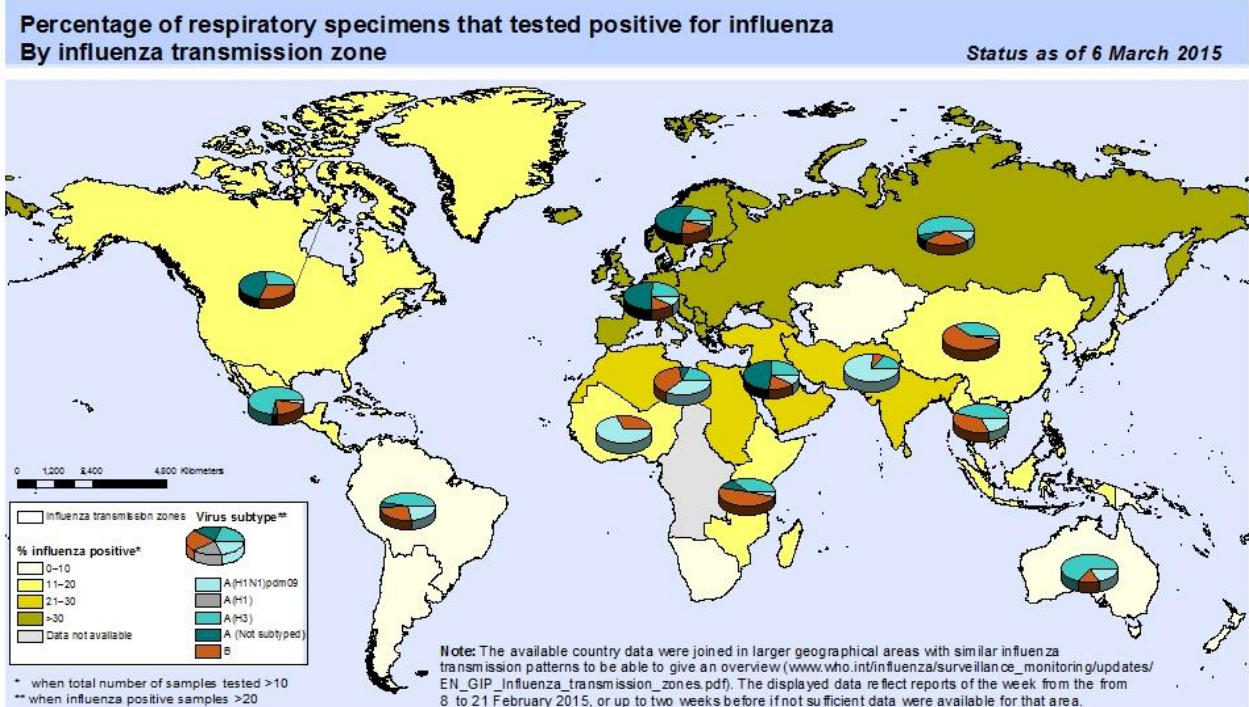 Percentage of respiratory specimens that tested positive for influenza
By influenza transmission zone
Status as of 6 March 2015
0 1,200 2,400 4,800 Kilometers
Influenza transmission zones
Virus subtype**
% influenza positive*
0–10
11–20
21–30
>30
Data not available
A(H1N1)pdm09
A(H1)
A(H3)
A (Not subtyped)
B
* when total number of samples tested >10
** when influenza positive samples >20
Note: The available country data were joined in larger geographical areas with similar influenza
transmission patterns to be able to give an overview (www.who.int/influenza/surveillance_monitoring/updates/
EN_GIP_Influenza_transmission_zones.pdf). The displayed data reflect reports of the week from the from
8 to 21 February 2015, or up to two weeks before if not sufficient data were available for that area.